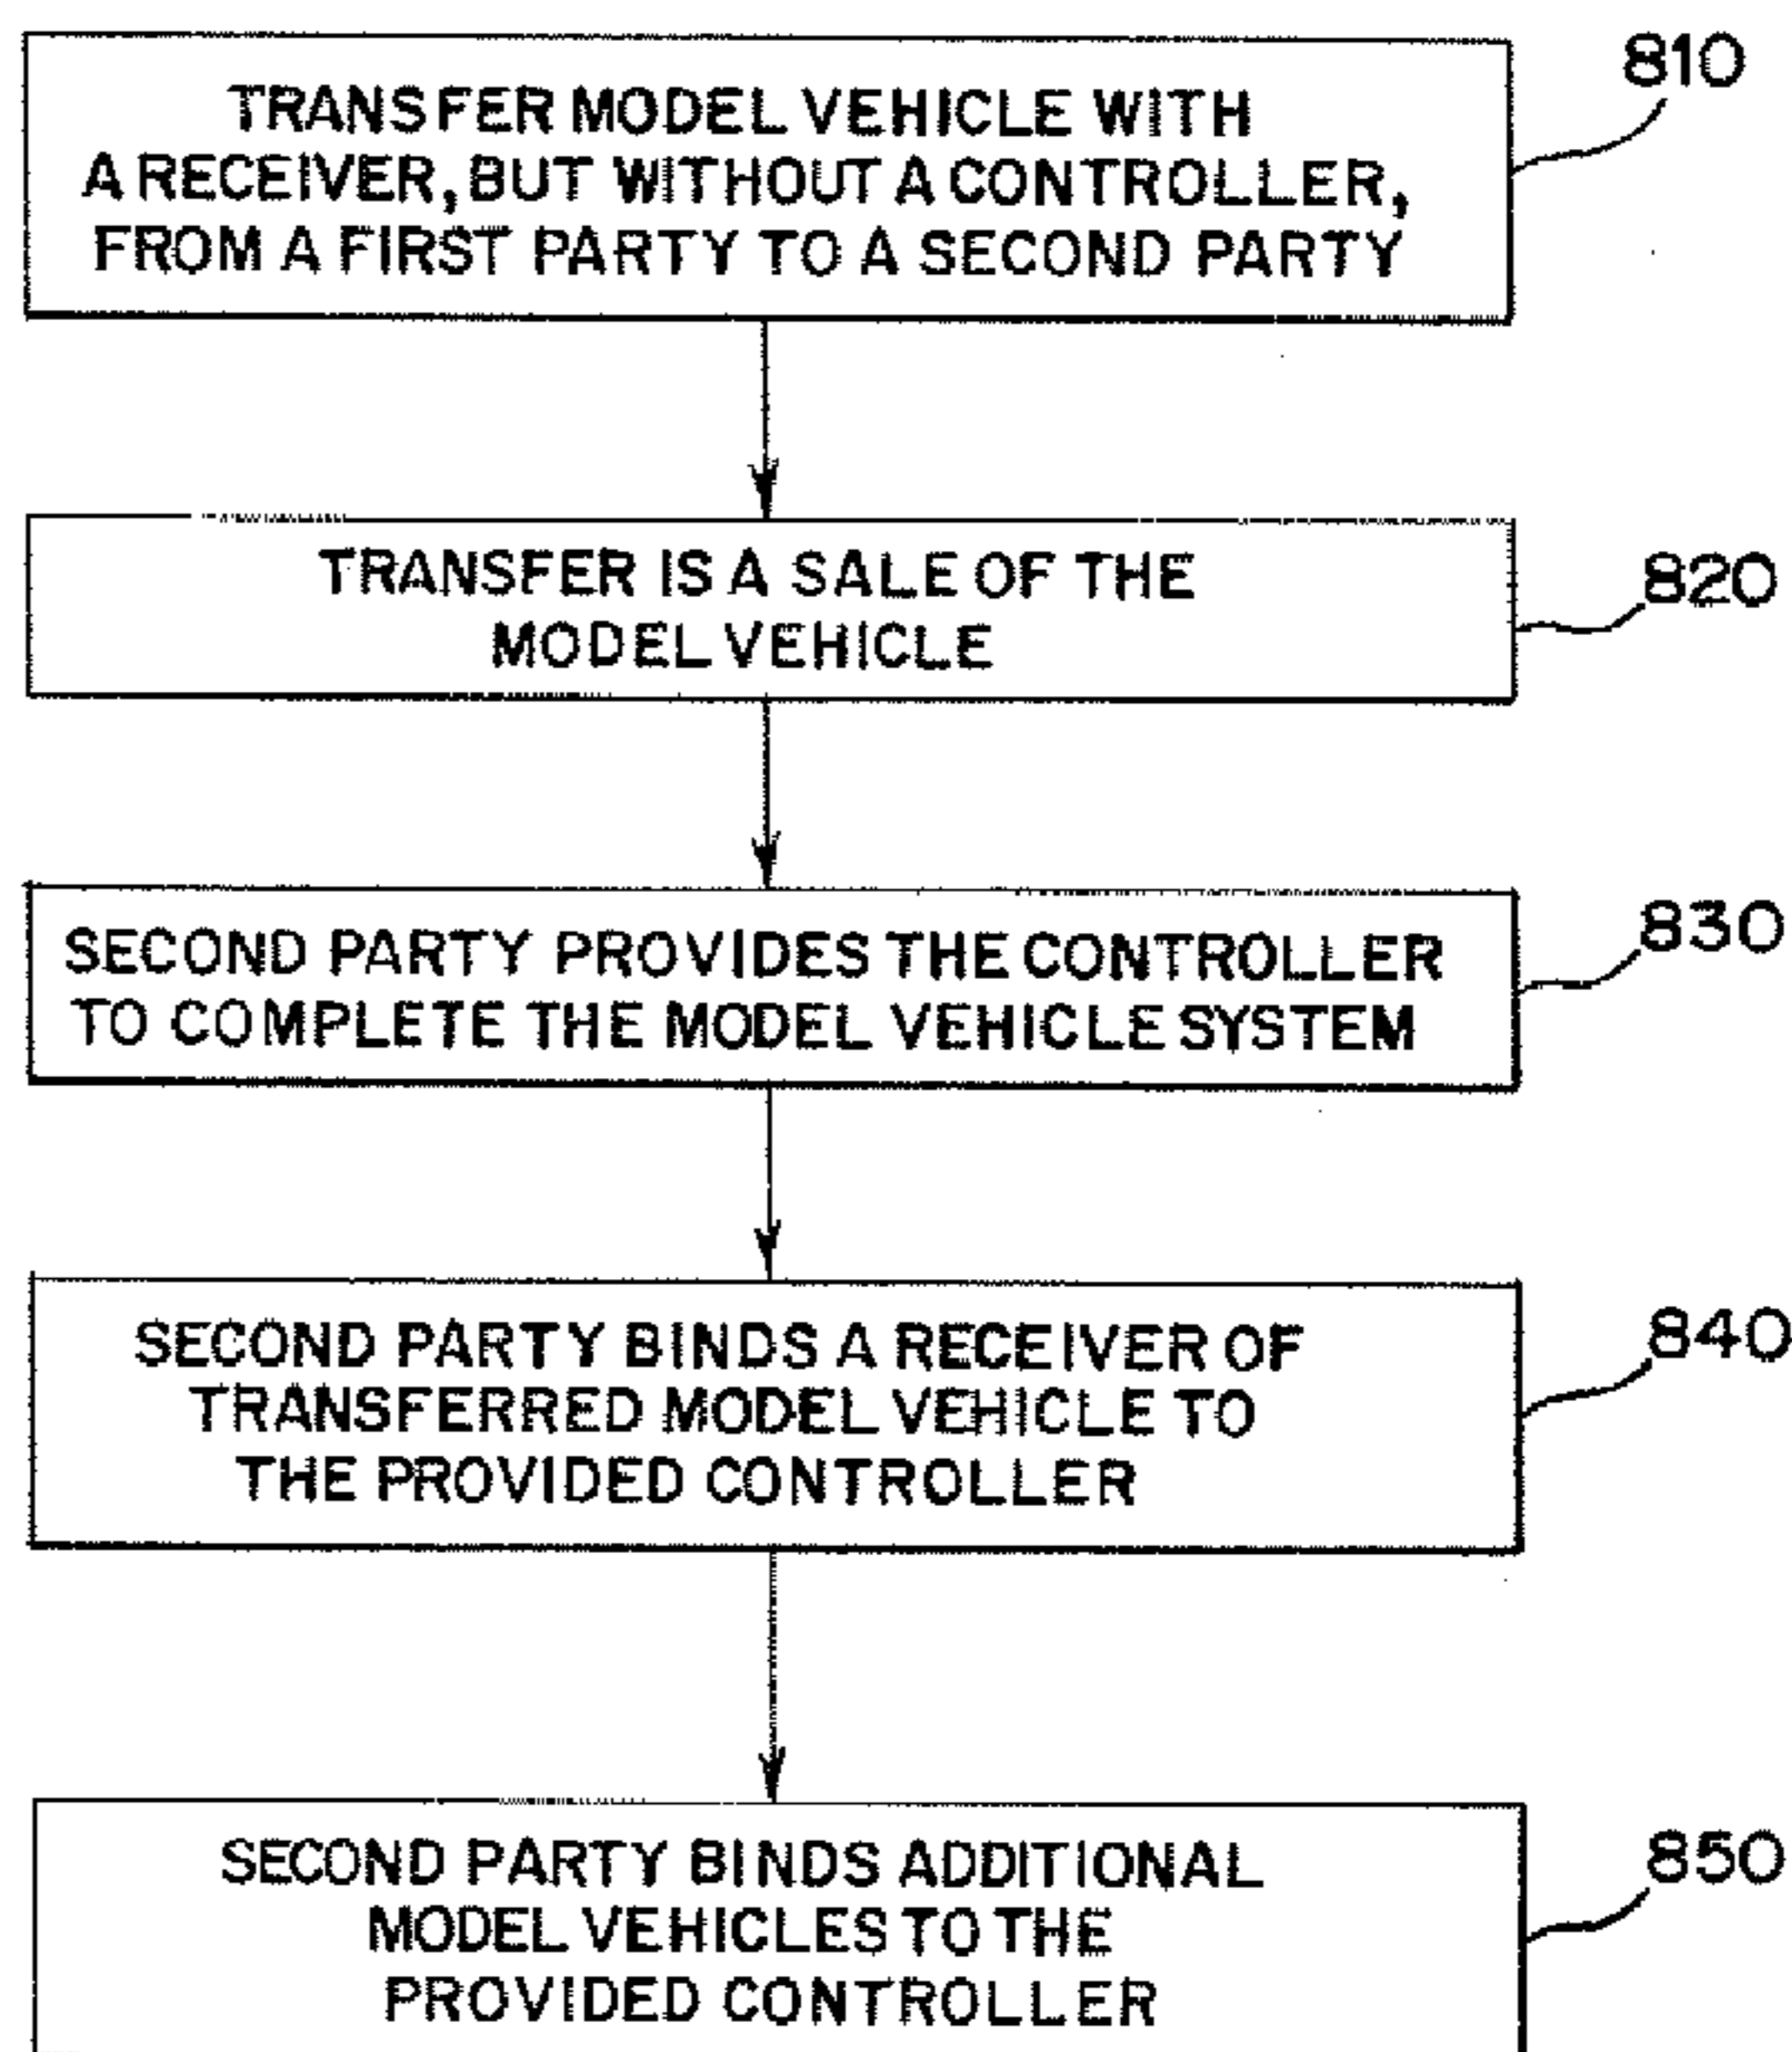 TRANSFER MODEL VEHICLE WITH
A RECEIVER, BUT WITHOUT A CONTROLLER,
FROM A FIRST PARTY TO A SECOND PARTY
810
TRANSFER IS A SALE OF THE
MODEL VEHICLE
820
SECOND PARTY PROVIDES THE CONTROLLER
TO COMPLETE THE MODEL VEHICLE SYSTEM
830
SECOND PARTY BINDS A RECEIVER OF
TRANSFERRED MODEL VEHICLE TO
THE PROVIDED CONTROLLER
840
SECOND PARTY BINDS ADDITIONAL
MODEL VEHICLES TO THE
PROVIDED CONTROLLER
850